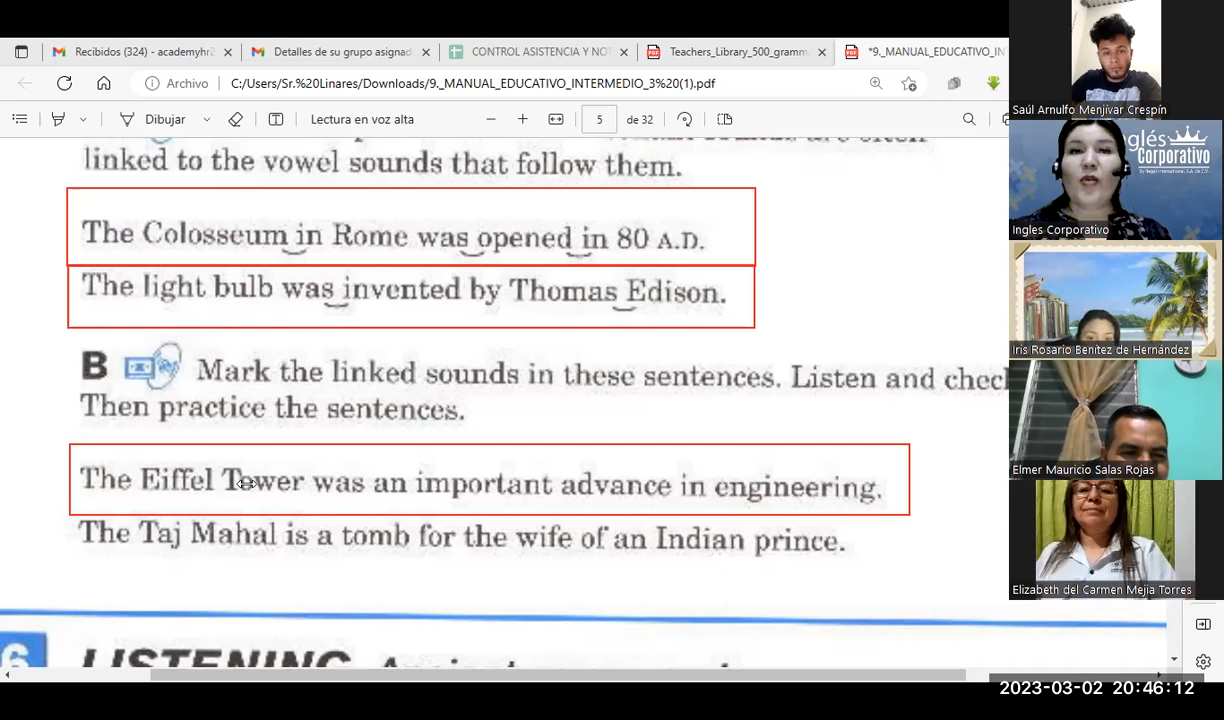 Recibidos (324) - academyhr2
Detalles de su grupo asignad
CONTROL ASISTENCIA Y NOT
Teachers_Library_500_gramm
*9._MANUAL_EDUCATIVO_IN
Archivo
C:/Users/Sr.%20Linares/Downloads/9._MANUAL_EDUCATIVO_INTERMEDIO_3%20(1).pdf
Dibujar
Lectura en voz alta
5
de 32
linked to the vowel sounds that follow them.
The Colosseum in Rome was opened in 80 A.D.
The light bulb was invented by Thomas Edison.
B Mark the linked sounds in these sentences. Listen and check
Then practice the sentences.
The Eiffel Tower was an important advance in engineering.
The Taj Mahal is a tomb for the wife of an Indian prince.
6 LISTENING
Saúl Arnulfo Menjívar Crespín
nglés
Corporativo
Ingles Corporativo
Iris Rosario Benítez de Hernández
Elmer Mauricio Salas Rojas
Elizabeth del Carmen Mejia Torres
2023-03-02 20:46:12